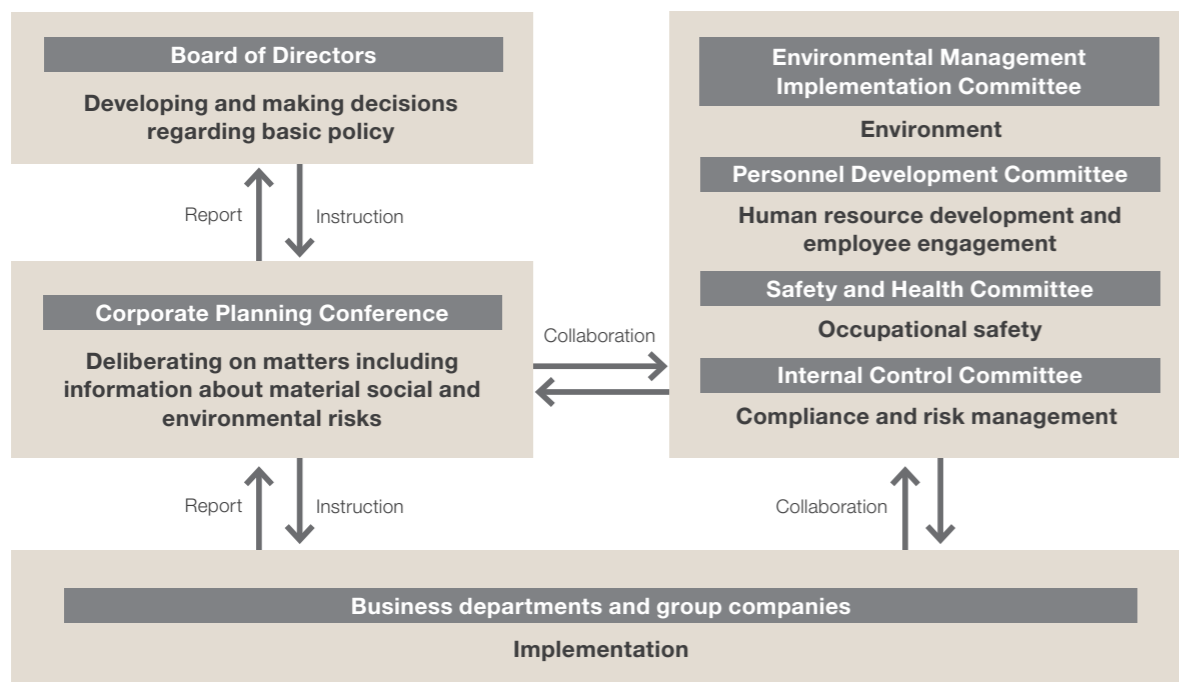 Board of Directors
Developing and making decisions
regarding basic policy
Report
Instruction
Corporate Planning Conference
Deliberating on matters including
information about material social and
environmental risks
Collaboration
Environmental Management
Implementation Committee
Environment
Personnel Development Committee
Human resource development and
employee engagement
Safety and Health Committee
Occupational safety
Internal Control Committee
Compliance and risk management
Report
Instruction
Collaboration
Business departments and group companies
Implementation